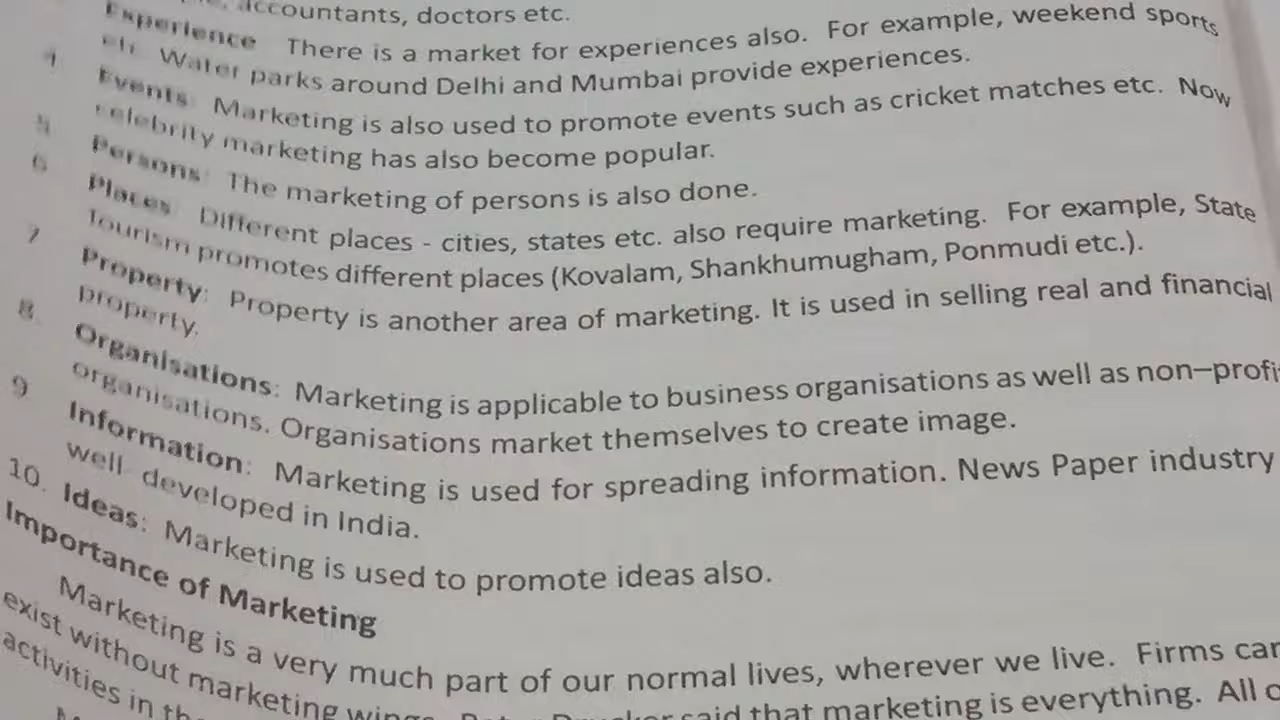 accountants, doctors etc.
Experience There is a market for experiences also. For example, weekend sports
etc. Water parks around Delhi and Mumbai provide experiences.
4 Events: Marketing is also used to promote events such as cricket matches etc. Now
celebrity marketing has also become popular.
5 Persons: The marketing of persons is also done.
6 Places: Different places - cities, states etc. also require marketing. For example, State
Tourism promotes different places (Kovalam, Shankhumugham, Ponmudi etc.).
7 Property: Property is another area of marketing. It is used in selling real and financial
property.
8. Organisations: Marketing is applicable to business organisations as well as non–profi
organisations. Organisations market themselves to create image.
9 Information: Marketing is used for spreading information. News Paper industry
well developed in India.
10. Ideas: Marketing is used to promote ideas also.
Importance of Marketing
Marketing is a very much part of our normal lives, wherever we live. Firms can
exist without marketing wings. Peter Drucker said that marketing is everything. All o
activities in th